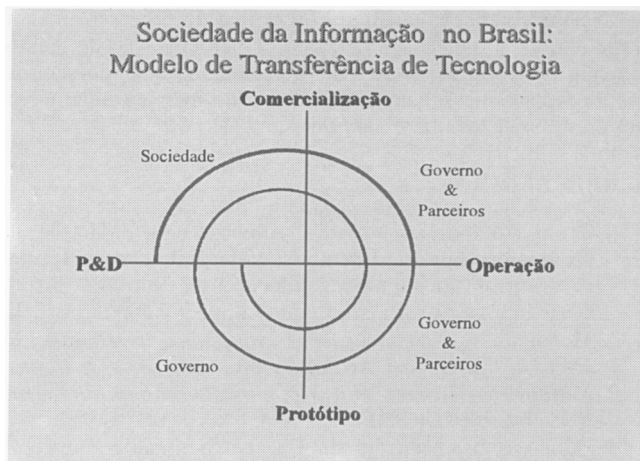 Sociedade da Informação no Brasil:
Modelo de Transferência de Tecnologia
Comercialização
Sociedade
Governo
&
Parceiros
P&D
Operação
Governo
&
Parceiros
Governo
Protótipo